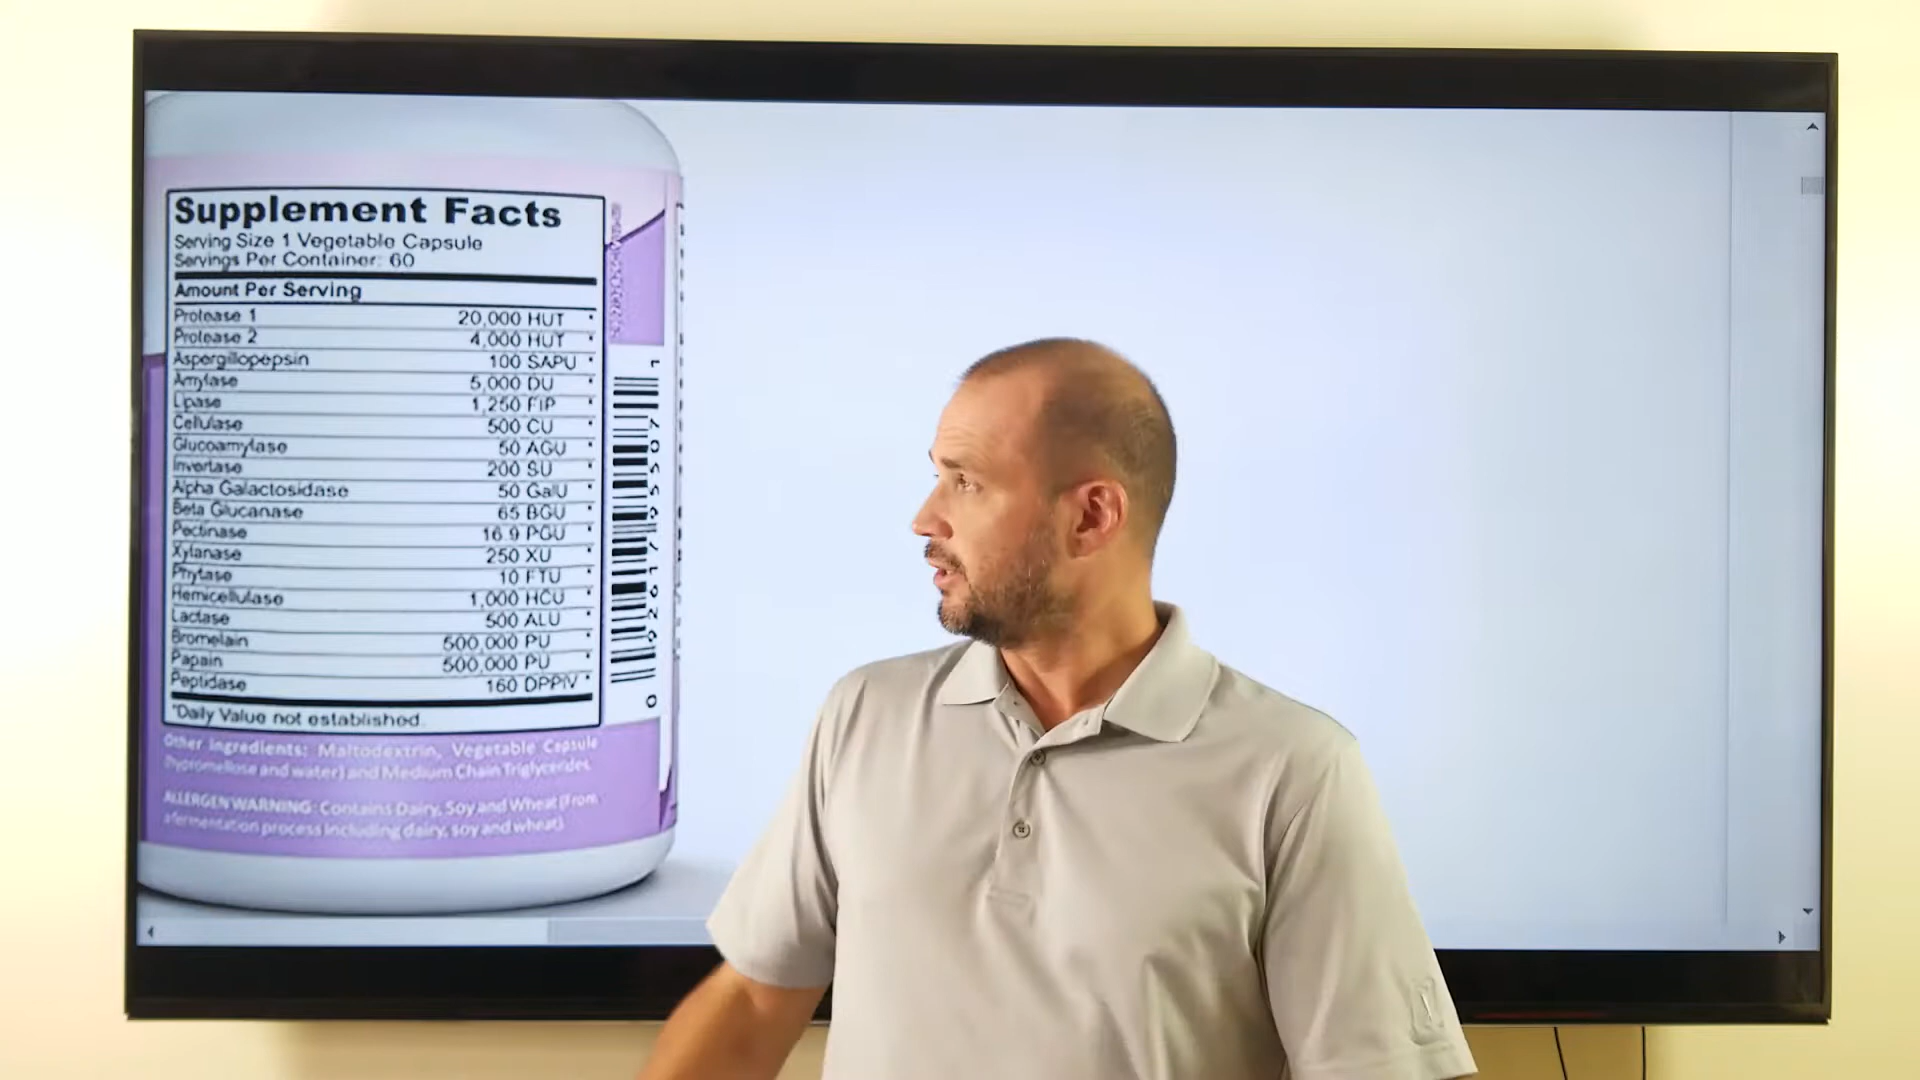 Supplement Facts
Serving Size 1 Vegetable Capsule
Servings Per Container: 60
Amount Per Serving
Protease 1 20,000 HUT *
Protease 2 4,000 HUT *
Aspergillopepsin 100 SAPU *
Amylase 5,000 DU *
Lipase 1,250 FIP *
Cellulase 500 CU *
Glucoamylase 50 AGU *
Invertase 200 SU *
Alpha Galactosidase 50 GalU *
Beta Glucanase 65 BGU *
Pectinase 16.9 PGU *
Xylanase 250 XU *
Phytase 10 FTU *
Hemicellulase 1,000 HCU *
Lactase 500 ALU *
Bromelain 500,000 PU *
Papain 500,000 PU *
Peptidase 160 DPPIV *
*Daily Value not established.
Other Ingredients: Maltodextrin, Vegetable Capsule
(hypromellose and water) and Medium Chain Triglycerides.
ALLERGEN WARNING: Contains Dairy, Soy and Wheat (From
a fermentation process including dairy, soy and wheat).
0 92617 95507 1